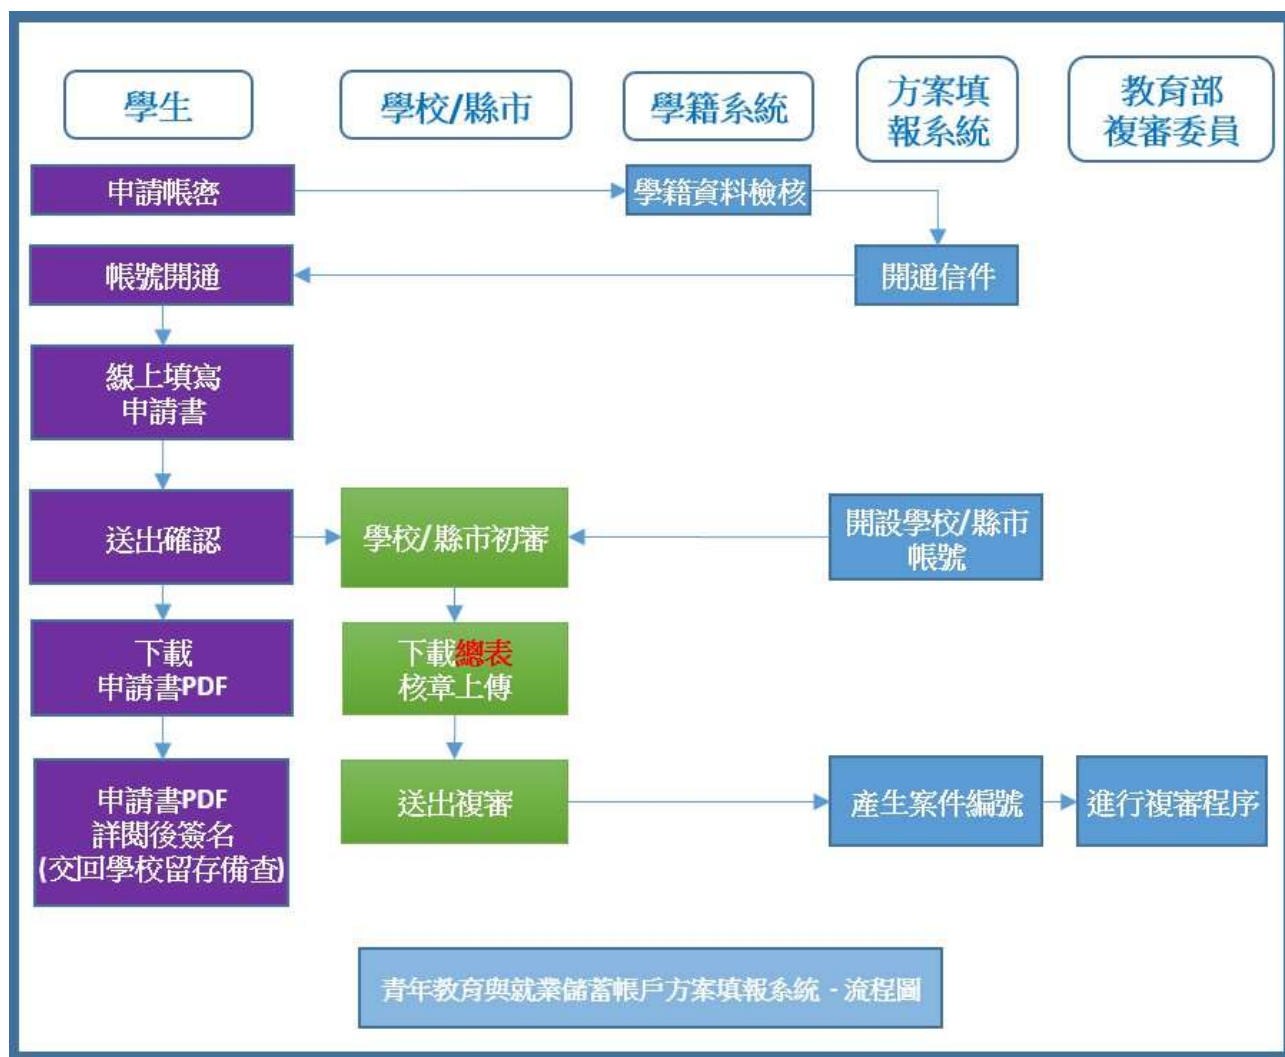 學生
學校/縣市
學籍系統
方案填
報系統
教育部
複審委員
申請帳密
學籍資料檢核
帳號開通
開通信件
線上填寫
申請書
送出確認
學校/縣市初審
開設學校/縣市
帳號
下載
申請書PDF
下載總表
核章上傳
申請書PDF
詳閱後簽名
(交回學校留存備查)
送出複審
產生案件編號
進行複審程序
青年教育與就業儲蓄帳戶方案填報系統 - 流程圖